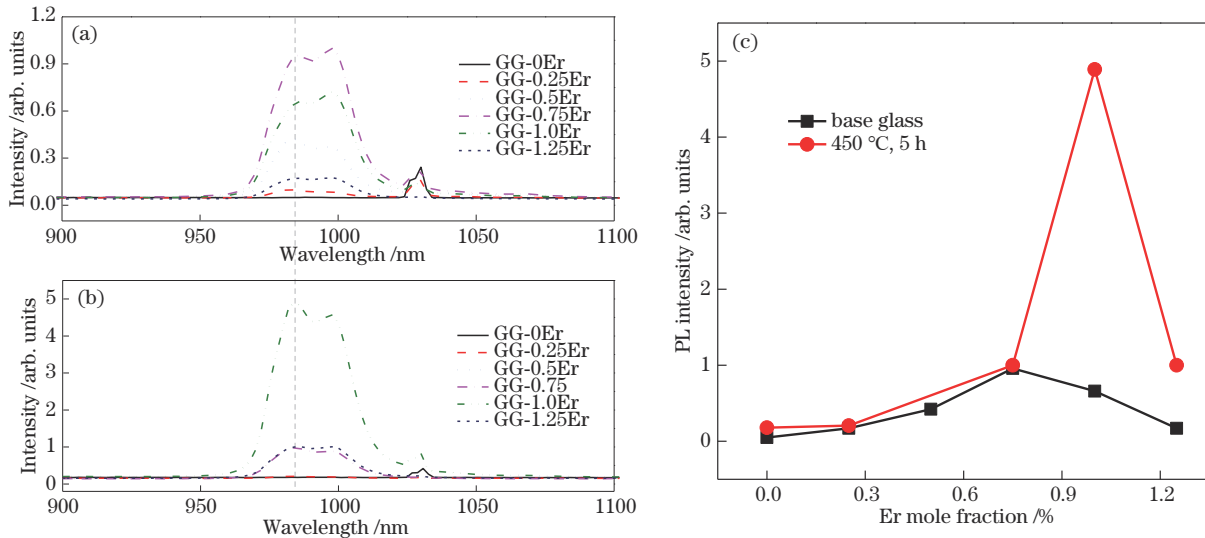 (a)
1.2
0.9
0.6
0.3
0.0
Intensity /arb. units
GG-0Er
GG-0.25Er
GG-0.5Er
GG-0.75Er
GG-1.0Er
GG-1.25Er
900
950
1000
1050
1100
Wavelength /nm
(b)
5
4
3
2
1
0
Intensity /arb. units
GG-0Er
GG-0.25Er
GG-0.5Er
GG-0.75
GG-1.0Er
GG-1.25Er
900
950
1000
1050
1100
Wavelength /nm
(c)
5
4
3
2
1
0
PL intensity /arb. units
base glass
450 °C, 5 h
0.0
0.3
0.6
0.9
1.2
Er mole fraction /%